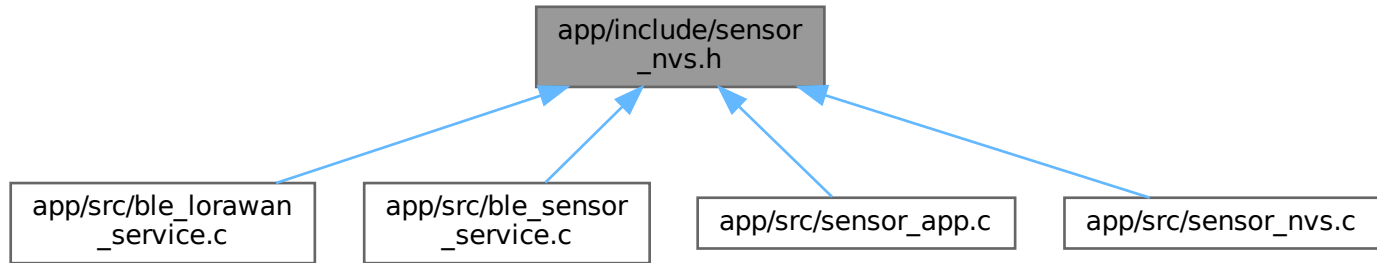 app/include/sensor
_nvs.h
app/src/ble_lorawan
_service.c
app/src/ble_sensor
_service.c
app/src/sensor_app.c
app/src/sensor_nvs.c